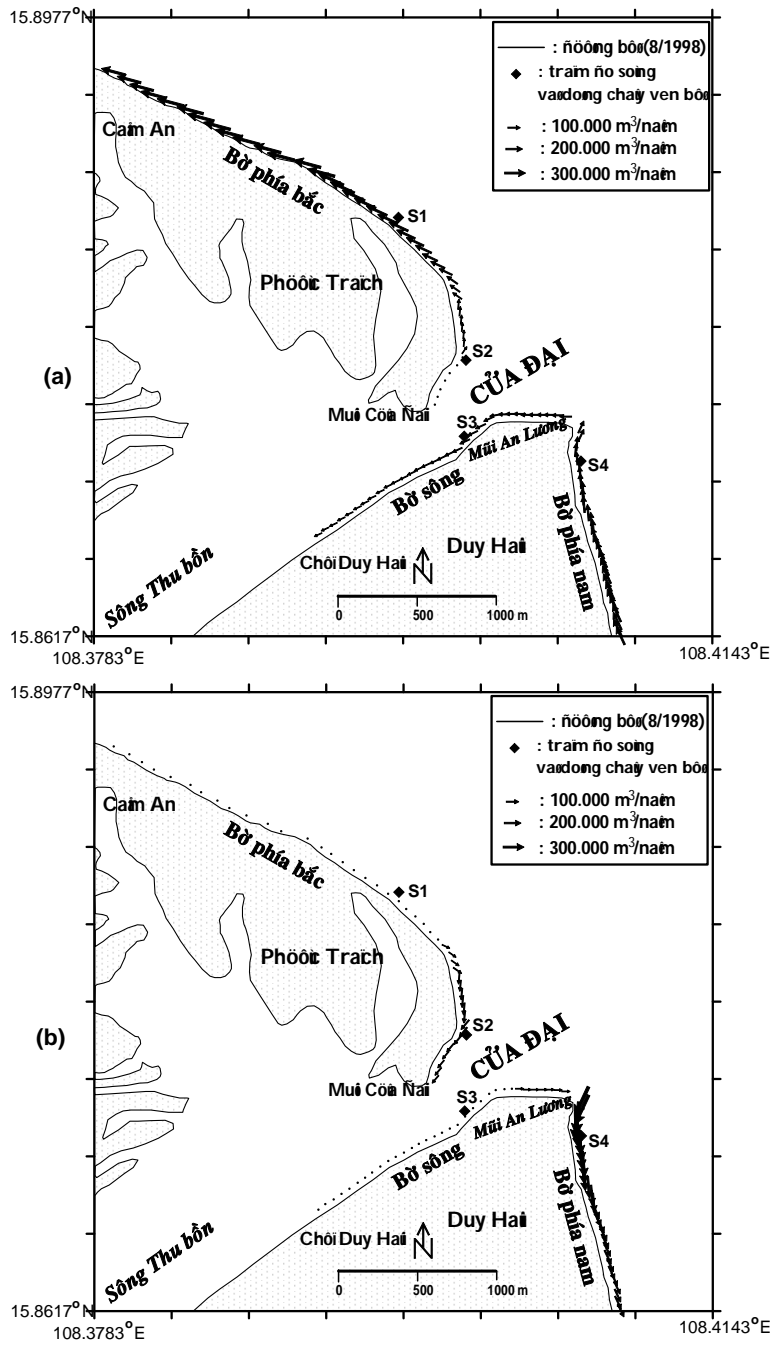 15.8977°N
: ñöôøng bôø(8/1998)
: traïm ño soùng
vaø doøng chaûy ven bôø
: 100.000 m³/naêm
: 200.000 m³/naêm
: 300.000 m³/naêm
Caåm An
Bờ phía bắc
S1
Phöôùc Traïch
S2
CỬA ĐẠI
(a)
Muõi Cöûa Ñaïi
S3
Mũi An Lương
S4
Bờ sông
Bờ phía nam
Duy Haûi
Chôï Duy Haûi
N
Sông Thu bồn
0 500 1000 m
15.8617°N
108.3783°E
108.4143°E
15.8977°N
: ñöôøng bôø(8/1998)
: traïm ño soùng
vaø doøng chaûy ven bôø
: 100.000 m³/naêm
: 200.000 m³/naêm
: 300.000 m³/naêm
Caåm An
Bờ phía bắc
S1
Phöôùc Traïch
S2
CỬA ĐẠI
(b)
Muõi Cöûa Ñaïi
S3
Mũi An Lương
S4
Bờ sông
Bờ phía nam
Duy Haûi
Chôï Duy Haûi
N
Sông Thu bồn
0 500 1000 m
15.8617°N
108.3783°E
108.4143°E